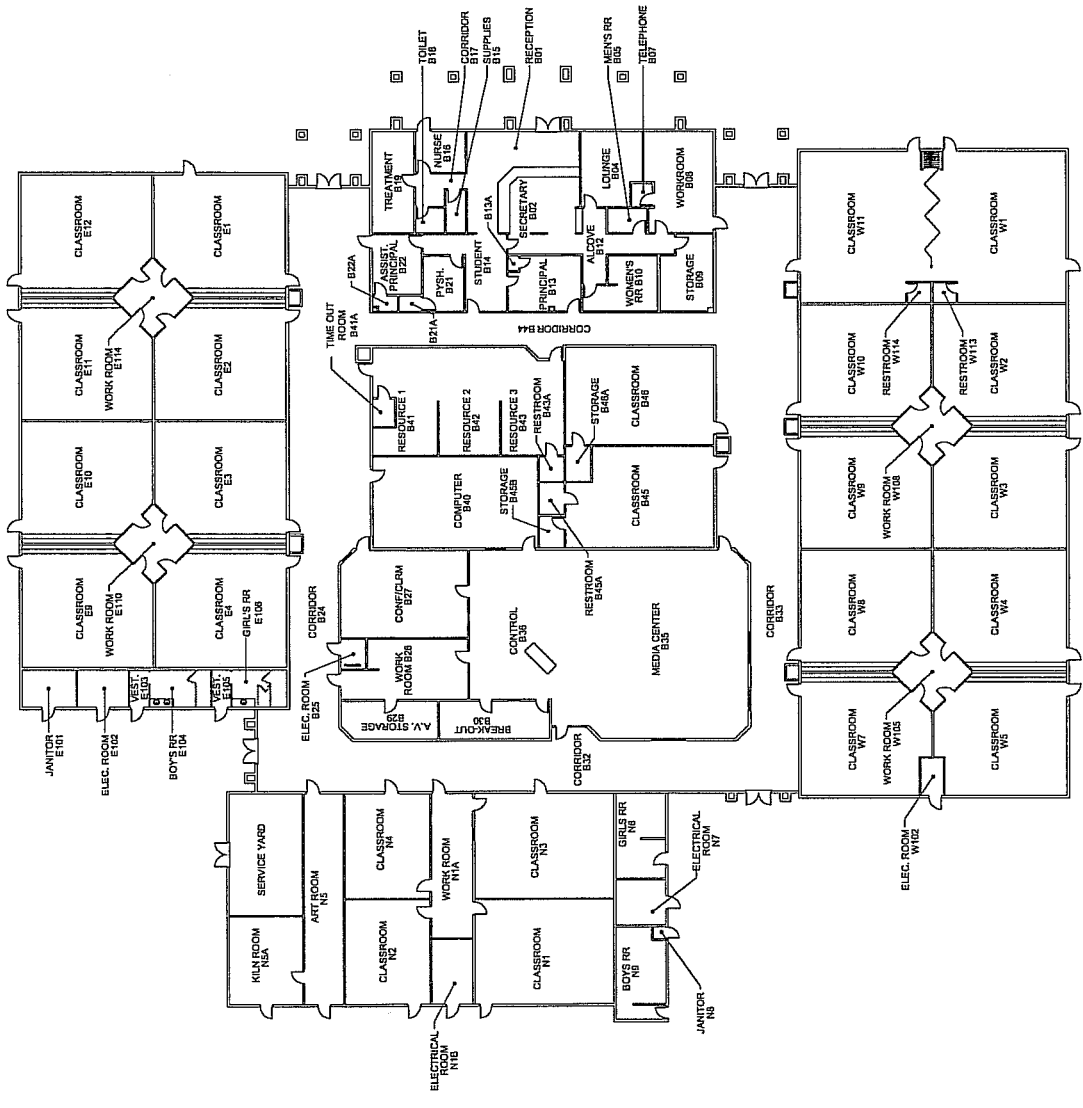 TOILET
B18
CORRIDOR
B17
SUPPLIES
B15
RECEPTION
B01
MEN'S RR
B05
TELEPHONE
B07
CLASSROOM
E12
CLASSROOM
E1
CLASSROOM
E11
WORK ROOM
E114
CLASSROOM
E2
CLASSROOM
E10
CLASSROOM
E3
CLASSROOM
E9
WORK ROOM
E110
CLASSROOM
E4
GIRL'S RR
E106
VEST.
E103
VEST.
E105
JANITOR
E101
ELEC. ROOM
E102
BOY'S RR
E104
TREATMENT
B19
NURSE
B16
B13A
SECRETARY
B02
LOUNGE
B04
WORKROOM
B08
B22A
ASSIST.
PRINCIPAL
B22
PYSH.
B21
STUDENT
B14
PRINCIPAL
B13
ALCOVE
B12
WOMEN'S
RR B10
STORAGE
B09
B21A
TIME OUT
ROOM
B41A
CORRIDOR B44
RESOURCE 1
B41
RESOURCE 2
B42
RESOURCE 3
B43
RESTROOM
B43A
STORAGE
B46A
CLASSROOM
B46
COMPUTER
B40
STORAGE
B45B
CLASSROOM
B45
RESTROOM
B45A
CORRIDOR
B24
CONF/CLRM
B27
CONTROL
B36
MEDIA CENTER
B35
CORRIDOR
B33
WORK
ROOM B28
ELEC. ROOM
B25
A.V. STORAGE
B29
BREAK-OUT
B30
CORRIDOR
B32
SERVICE YARD
KILN ROOM
N5A
ART ROOM
N5
CLASSROOM
N4
CLASSROOM
N2
WORK ROOM
N1A
CLASSROOM
N3
CLASSROOM
N1
GIRLS RR
N6
ELECTRICAL
ROOM
N7
BOYS RR
N9
JANITOR
N8
ELECTRICAL
ROOM
N1B
CLASSROOM
W11
CLASSROOM
W1
CLASSROOM
W10
RESTROOM
W114
RESTROOM
W113
CLASSROOM
W2
CLASSROOM
W9
WORK ROOM
W108
CLASSROOM
W3
CLASSROOM
W8
CLASSROOM
W4
CLASSROOM
W7
WORK ROOM
W105
CLASSROOM
W5
ELEC. ROOM
W102